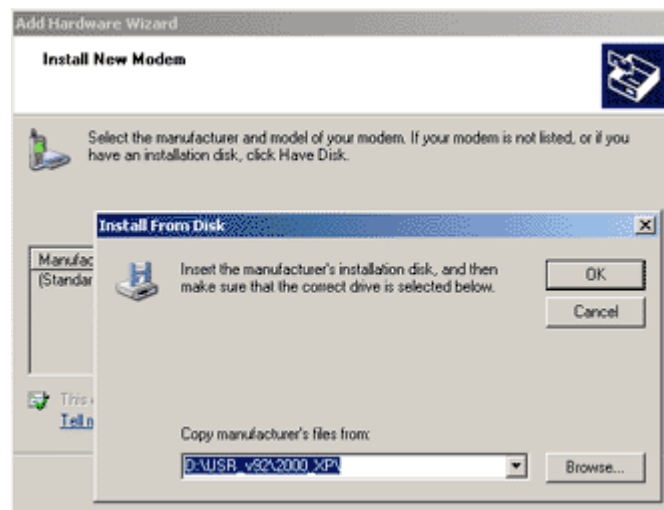 Add Hardware Wizard
Install New Modem
Select the manufacturer and model of your modem. If your modem is not listed, or if you
have an installation disk, click Have Disk.
Install From Disk
Manufac
(Standar
Insert the manufacturer's installation disk, and then
make sure that the correct drive is selected below.
OK
Cancel
This
Tell
Copy manufacturer's files from:
D:\USR_v92\2000_XP\
Browse...